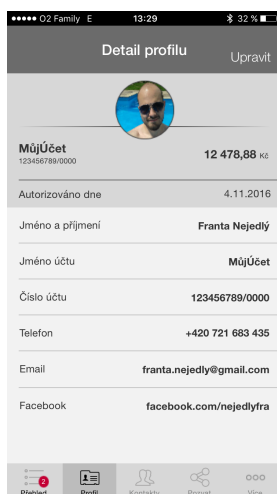 O2 Family E 13:29 32 %
Detail profilu
Upravit
MůjÚčet
123456789/0000
12 478,88 Kč
Autorizováno dne 4.11.2016
Jméno a příjmení Franta Nejedlý
Jméno účtu MůjÚčet
Číslo účtu 123456789/0000
Telefon +420 721 683 435
Email franta.nejedly@gmail.com
Facebook facebook.com/nejedlyfra
2
Přehled Profil Kontakty Pozvat Více